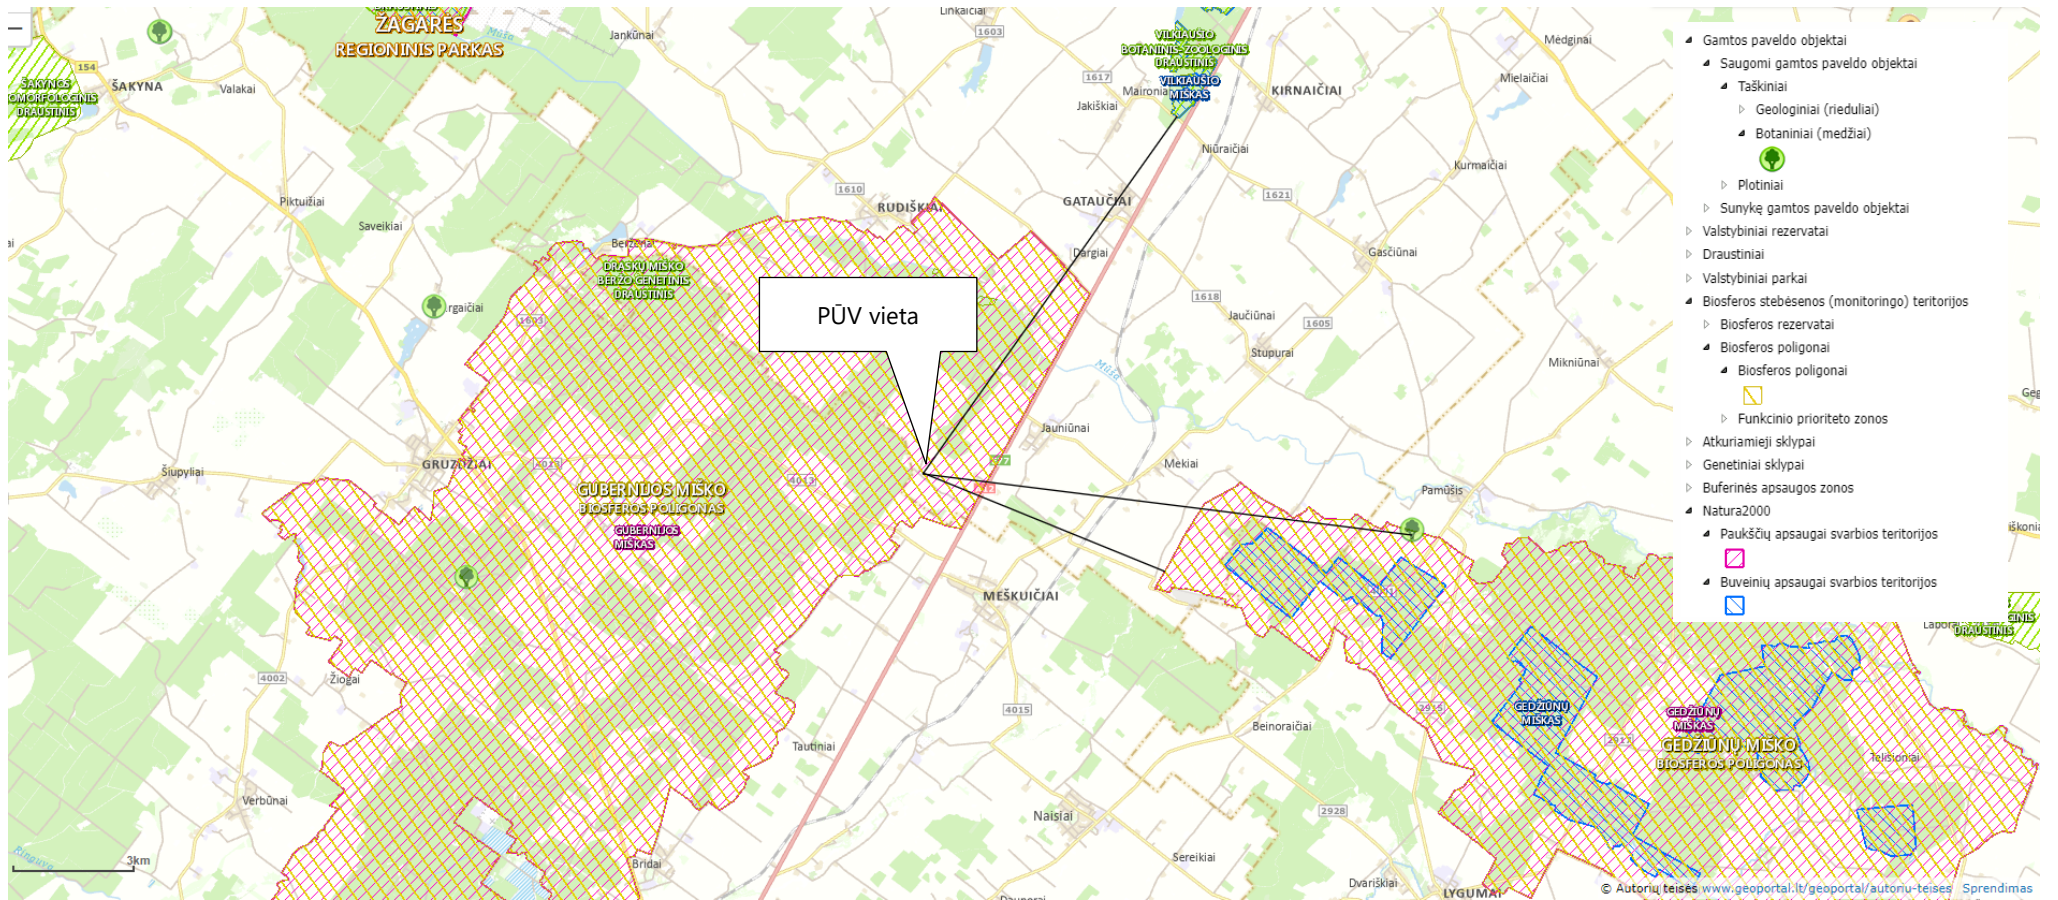 ŽAGARĖS
REGIONINIS PARKAS
Linkaičiai
1603
Jankūnai
VILKIAUŠIO
BOTANINIS-ZOOLOGINIS
DRAUSTINIS
VILKIAUŠIO
MIŠKAS
Medginai
Mielaičiai
154
ŠAKYNA
Valakai
ŠAKYNOS
DRAUSTINIS
1617
Jakiškiai
KIRNAIČIAI
Niūraičiai
Kurmaičiai
1610
RUDIŠKIAI
GATAUČIAI
1621
Piktuižiai
Saveikiai
Dargiai
Gasčiūnai
DRĄSKŲ MIŠKO
BERŽO GENETINIS
DRAUSTINIS
1603
PŪV vieta
1618
Jaučiūnai
1605
Stupurai
Mikniūnai
Mūša
Jauniūnai
Mekiai
Pamūšis
Šiupyliai
GRUZDŽIAI
4013
4013
GUBERNIJOS MIŠKO
BIOSFEROS POLIGONAS
GUBERNIJOS
MIŠKAS
MEŠKUIČIAI
4002
Žiogai
4015
Beinoraičiai
Tautiniai
GEDŽIŪNŲ
MIŠKAS
GEDŽIŪNŲ
MIŠKAS
GEDŽIŪNŲ MIŠKO
BIOSFEROS POLIGONAS
2917
Verbūnai
Naisiai
2928
Sereikiai
Bridai
Dvariškiai
LYGUMAI
3km
Gamtos paveldo objektai
Saugomi gamtos paveldo objektai
Taškiniai
Geologiniai (rieduliai)
Botaniniai (medžiai)
Plotiniai
Sunykę gamtos paveldo objektai
Valstybiniai rezervatai
Draustiniai
Valstybiniai parkai
Biosferos stebėsenos (monitoringo) teritorijos
Biosferos rezervatai
Biosferos poligonai
Biosferos poligonai
Funkcinio prioriteto zonos
Atkuriamieji sklypai
Genetiniai sklypai
Buferinės apsaugos zonos
Natura2000
Paukščių apsaugai svarbios teritorijos
Buveinių apsaugai svarbios teritorijos
DRAUSTINIS
© Autorių teisės www.geoportal.lt/geoportal/autoriu-teises Sprendimas